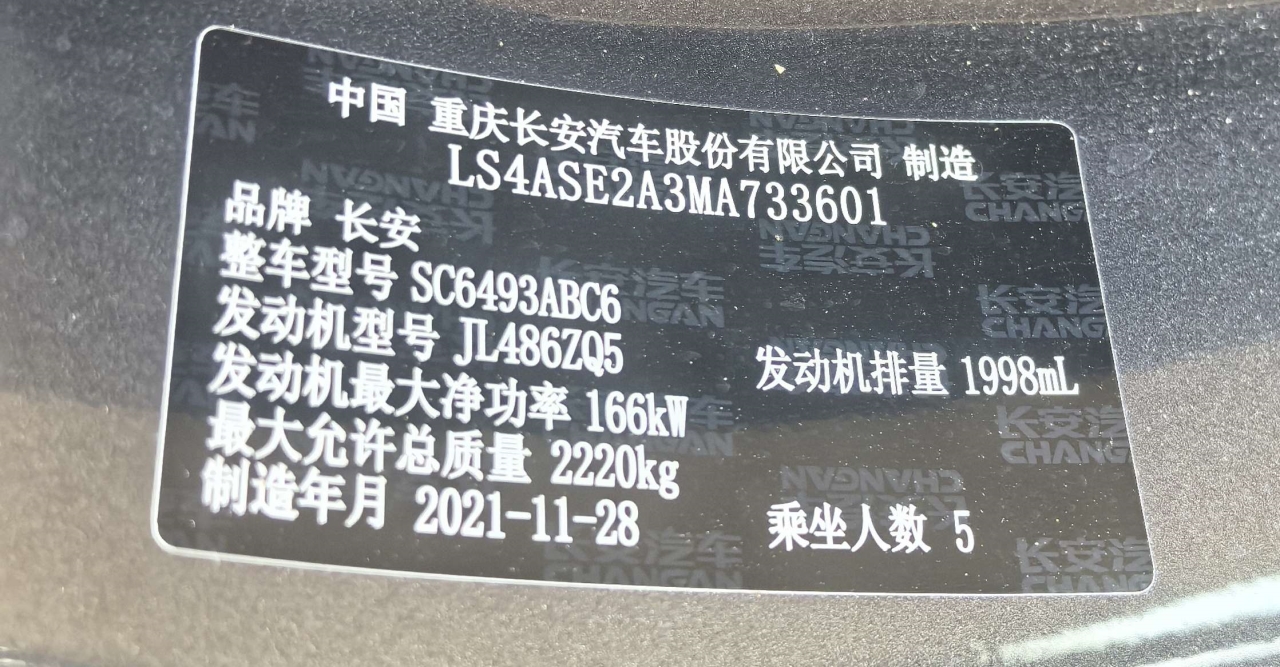 中国 重庆长安汽车股份有限公司 制造
LS4ASE2A3MA733601
品牌 长安
整车型号 SC6493ABC6
发动机型号 JL486ZQ5 发动机排量 1998mL
发动机最大净功率 166kW
最大允许总质量 2220kg
制造年月 2021-11-28 乘坐人数 5